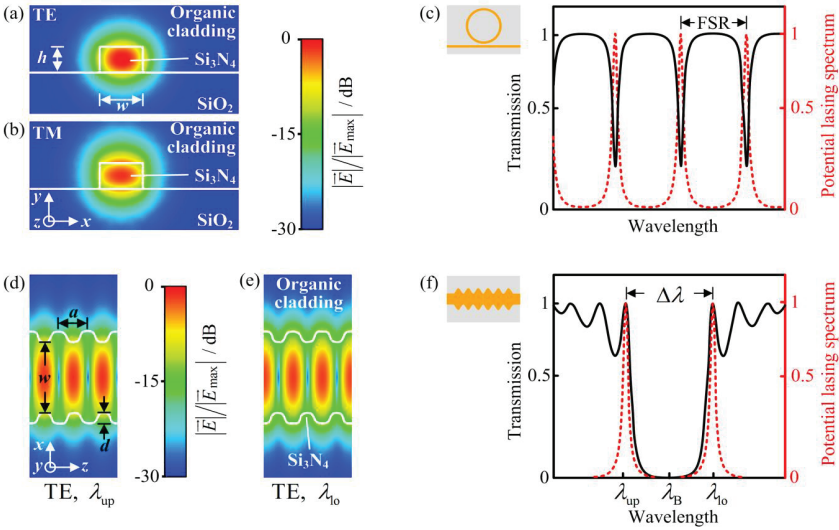 (a)
TE
Organic
cladding
h
Si₃N₄
w
SiO₂
(b)
TM
Organic
cladding
Si₃N₄
y
z
x
SiO₂
0
−15
−30
|E⃗|/|E⃗max| / dB
(c)
FSR
Transmission
1
0.5
0
Wavelength
1
0.5
0
Potential lasing spectrum
(d)
a
w
d
x
y
z
TE, λup
0
−15
−30
|E⃗|/|E⃗max| / dB
(e)
Organic
cladding
Si₃N₄
TE, λlo
(f)
Δλ
Transmission
1
0.5
0
λup
λB
λlo
Wavelength
1
0.5
0
Potential lasing spectrum